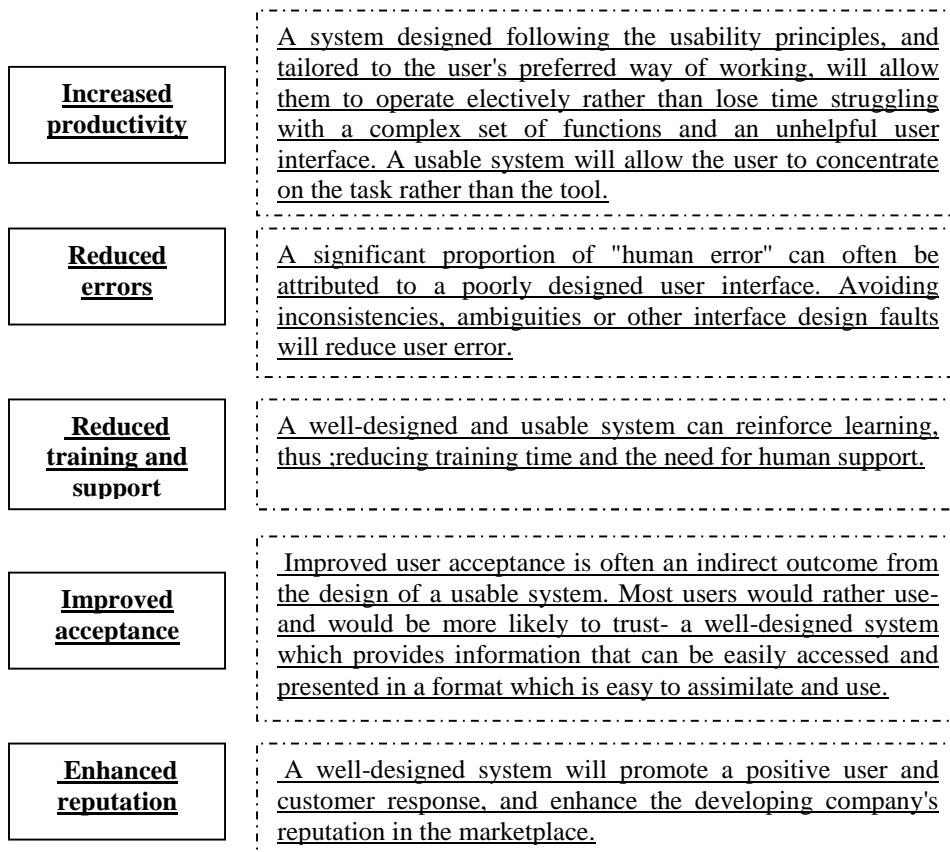 Increased
productivity
A system designed following the usability principles, and
tailored to the user's preferred way of working, will allow
them to operate electively rather than lose time struggling
with a complex set of functions and an unhelpful user
interface. A usable system will allow the user to concentrate
on the task rather than the tool.
Reduced
errors
A significant proportion of "human error" can often be
attributed to a poorly designed user interface. Avoiding
inconsistencies, ambiguities or other interface design faults
will reduce user error.
Reduced
training and
support
A well-designed and usable system can reinforce learning,
thus ;reducing training time and the need for human support.
Improved
acceptance
Improved user acceptance is often an indirect outcome from
the design of a usable system. Most users would rather use-
and would be more likely to trust- a well-designed system
which provides information that can be easily accessed and
presented in a format which is easy to assimilate and use.
Enhanced
reputation
A well-designed system will promote a positive user and
customer response, and enhance the developing company's
reputation in the marketplace.